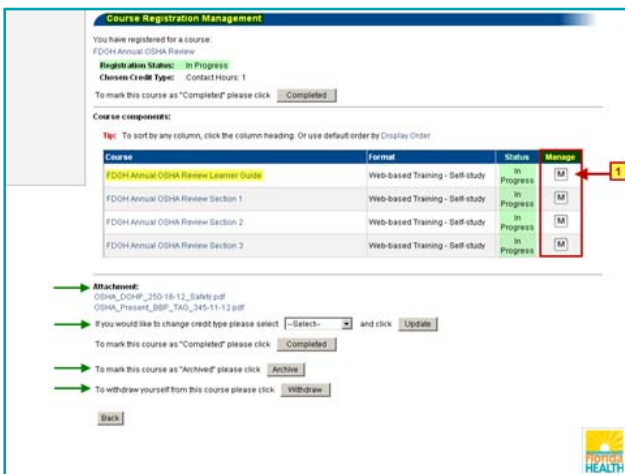 Course Registration Management
You have registered for a course:
FDOH Annual OSHA Review
Registration Status: In Progress
Chosen Credit Type: Contact Hours: 1
To mark this course as "Completed" please click Completed
Course components:
Tip: To sort by any column, click the column heading. Or use default order by Display Order
Course Format Status Manage
FDOH Annual OSHA Review Learner Guide Web-based Training - Self-study In Progress M 1
FDOH Annual OSHA Review Section 1 Web-based Training - Self-study In Progress M
FDOH Annual OSHA Review Section 2 Web-based Training - Self-study In Progress M
FDOH Annual OSHA Review Section 3 Web-based Training - Self-study In Progress M
Attachment:
OSHA_DOHP_250-16-12_Safety.pdf
OSHA_Present_BBP_TAO_345-11-12.pdf
If you would like to change credit type please select --Select-- and click Update
To mark this course as "Completed" please click Completed
To mark this course as "Archived" please click Archive
To withdraw yourself from this course please click Withdraw
Back
Florida
HEALTH